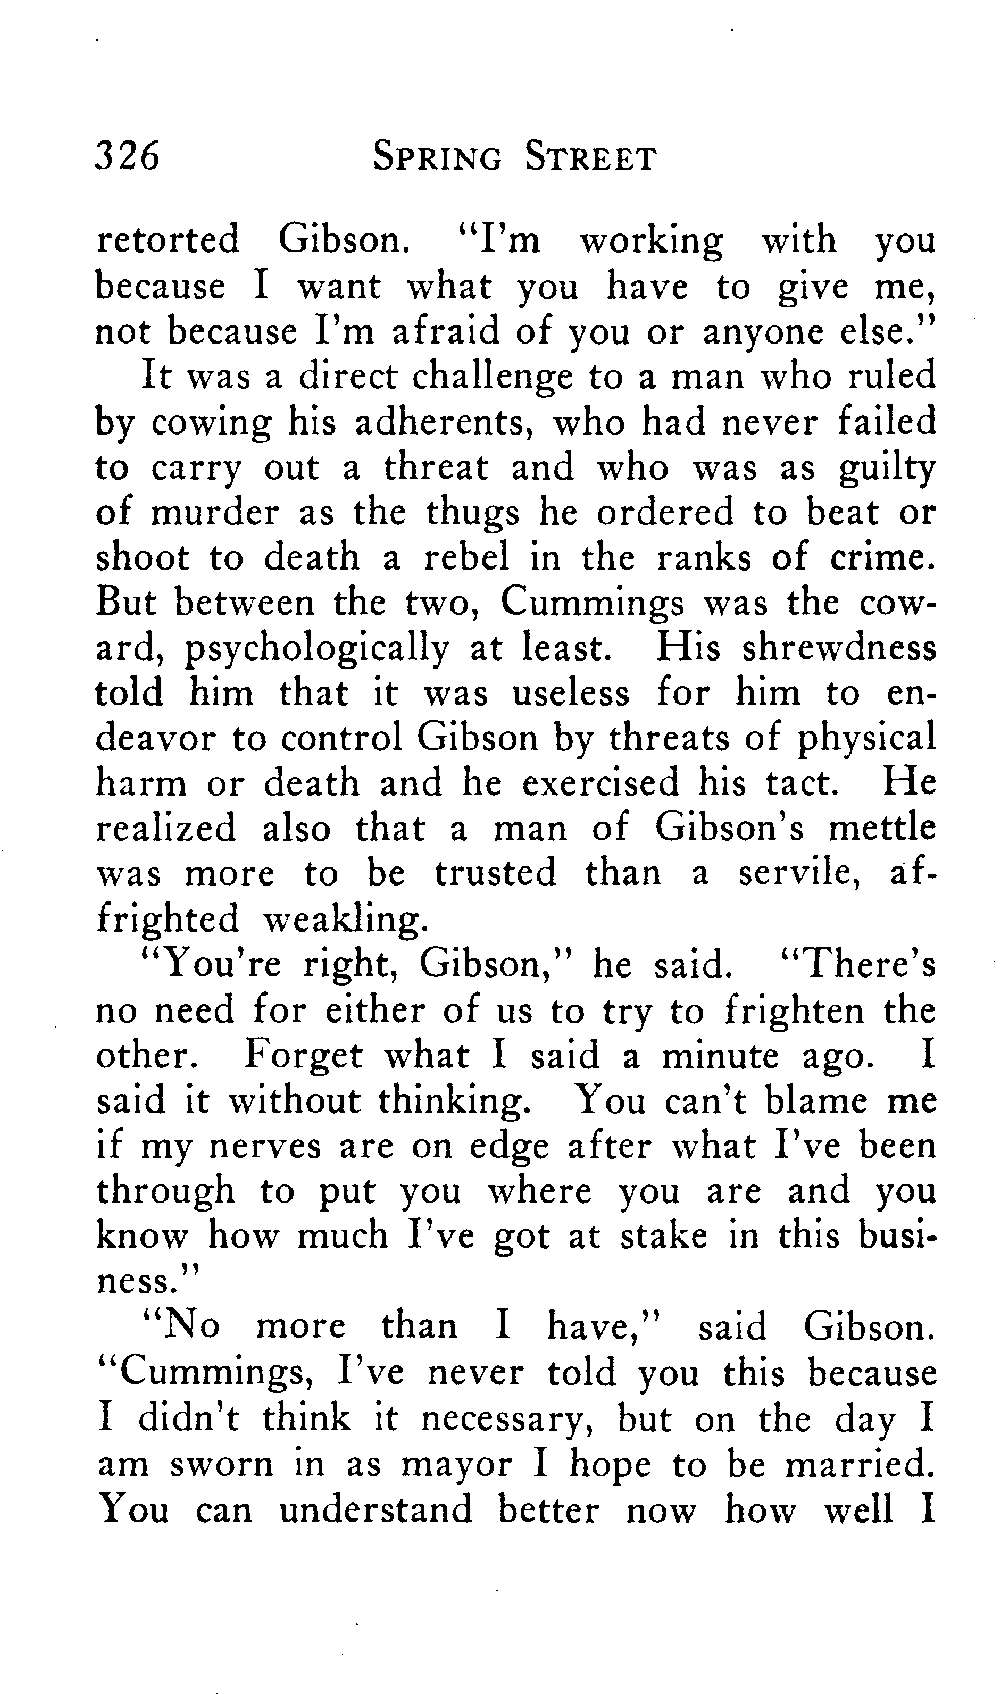 326 SPRING STREET
retorted Gibson. "I'm working with you
because I want what you have to give me,
not because I'm afraid of you or anyone else."
It was a direct challenge to a man who ruled
by cowing his adherents, who had never failed
to carry out a threat and who was as guilty
of murder as the thugs he ordered to beat or
shoot to death a rebel in the ranks of crime.
But between the two, Cummings was the cow-
ard, psychologically at least. His shrewdness
told him that it was useless for him to en-
deavor to control Gibson by threats of physical
harm or death and he exercised his tact. He
realized also that a man of Gibson's mettle
was more to be trusted than a servile, af-
frighted weakling.
"You're right, Gibson," he said. "There's
no need for either of us to try to frighten the
other. Forget what I said a minute ago. I
said it without thinking. You can't blame me
if my nerves are on edge after what I've been
through to put you where you are and you
know how much I've got at stake in this busi-
ness."
"No more than I have," said Gibson.
"Cummings, I've never told you this because
I didn't think it necessary, but on the day I
am sworn in as mayor I hope to be married.
You can understand better now how well I